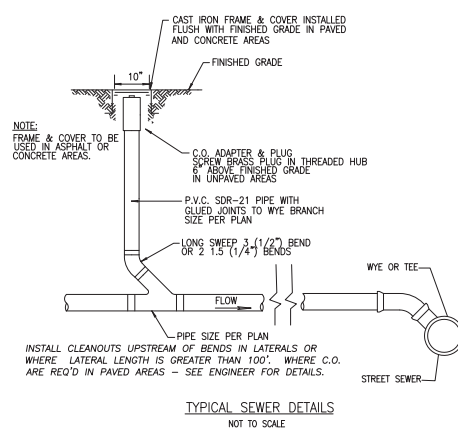 CAST IRON FRAME & COVER INSTALLED
FLUSH WITH FINISHED GRADE IN PAVED
AND CONCRETE AREAS
FINISHED GRADE
10"
NOTE:
FRAME & COVER TO BE
USED IN ASPHALT OR
CONCRETE AREAS.
C.O. ADAPTER & PLUG
SCREW BRASS PLUG IN THREADED HUB
6" ABOVE FINISHED GRADE
IN UNPAVED AREAS
P.V.C. SDR-21 PIPE WITH
GLUED JOINTS TO WYE BRANCH
SIZE PER PLAN
LONG SWEEP 3 (1/2") BEND
OR 2 1.5 (1/4") BENDS
WYE OR TEE
FLOW
PIPE SIZE PER PLAN
STREET SEWER
INSTALL CLEANOUTS UPSTREAM OF BENDS IN LATERALS OR
WHERE LATERAL LENGTH IS GREATER THAN 100'. WHERE C.O.
ARE REQ'D IN PAVED AREAS – SEE ENGINEER FOR DETAILS.
TYPICAL SEWER DETAILS
NOT TO SCALE